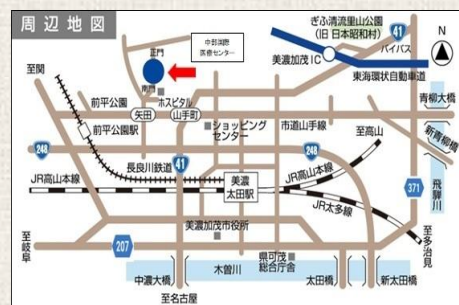 周辺地図
中部国際
医療センター
ぎふ清流里山公園
(旧 日本昭和村)
41
バイパス
N
美濃加茂IC
東海環状自動車道
至関
正門
南門
ホスピタル
前平公園
矢田
山手町
青柳大橋
新青柳橋
前平公園駅
ショッピング
センター
市道山手線
至高山
248
長良川鉄道
41
248
JR高山本線
美濃
太田駅
JR高山本線
JR太多線
371
飛騨川
至岐阜
美濃加茂市役所
207
県可茂
総合庁舎
至多治見
中濃大橋
木曽川
太田橋
新太田橋
至名古屋